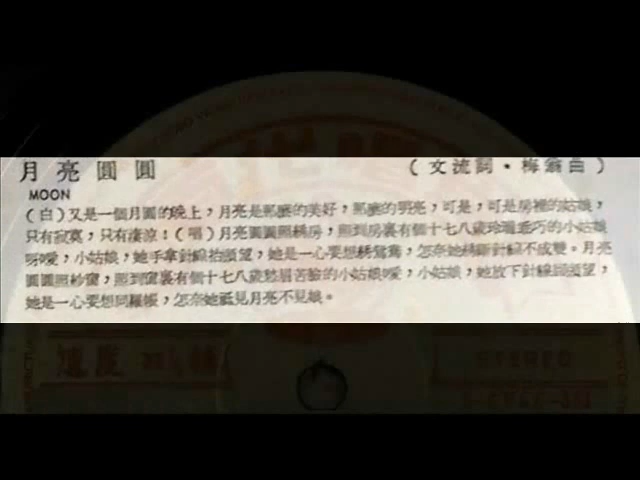 月亮圓圓
(文流詞·梅翁曲)
MOON
(白)又是一個月圓的晚上,月亮是那麼的美好,那麼的明亮,可是,可是房裡的姑娘,
只有寂寞,只有淒涼!(唱)月亮圓圓照綉房,照到房裏有個十七八歲玲瓏乖巧的小姑娘
呀噯,小姑娘,她手拿針線抬頭望,她是一心要想綉鴛鴦,怎奈她綉斷針線不成雙。月亮
圓圓照紗窗,照到窗裏有個十七八歲愁眉苦臉的小姑娘噯,小姑娘,她放下針線回頭望,
她是一心要想同羅帳,怎奈她祗見月亮不見娘。
STEREO